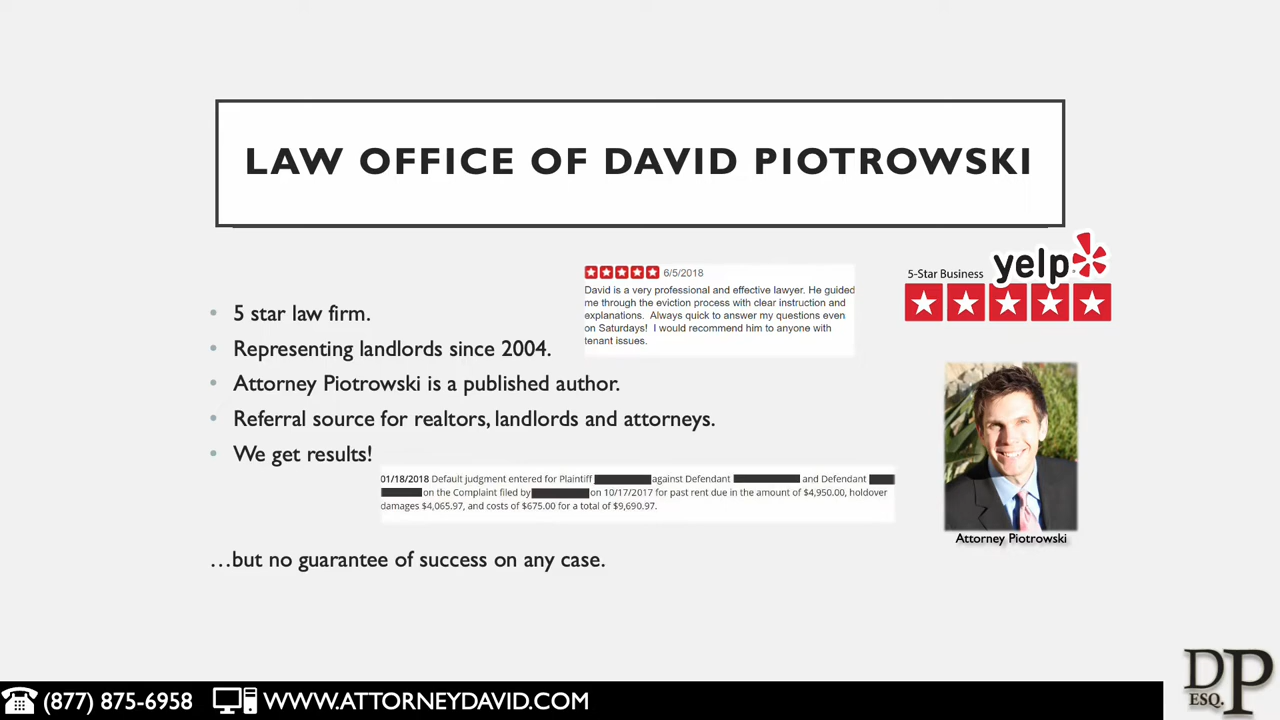 LAW OFFICE OF DAVID PIOTROWSKI
6/5/2018
David is a very professional and effective lawyer. He guided
me through the eviction process with clear instruction and
explanations. Always quick to answer my questions even
on Saturdays! I would recommend him to anyone with
tenant issues.
5-Star Business yelp
• 5 star law firm.
• Representing landlords since 2004.
• Attorney Piotrowski is a published author.
• Referral source for realtors, landlords and attorneys.
• We get results!
01/18/2018 Default judgment entered for Plaintiff against Defendant and Defendant
on the Complaint filed by on 10/17/2017 for past rent due in the amount of $4,950.00, holdover
damages $4,065.97, and costs of $675.00 for a total of $9,690.97.
Attorney Piotrowski
…but no guarantee of success on any case.
(877) 875-6958 WWW.ATTORNEYDAVID.COM
DP
ESQ.